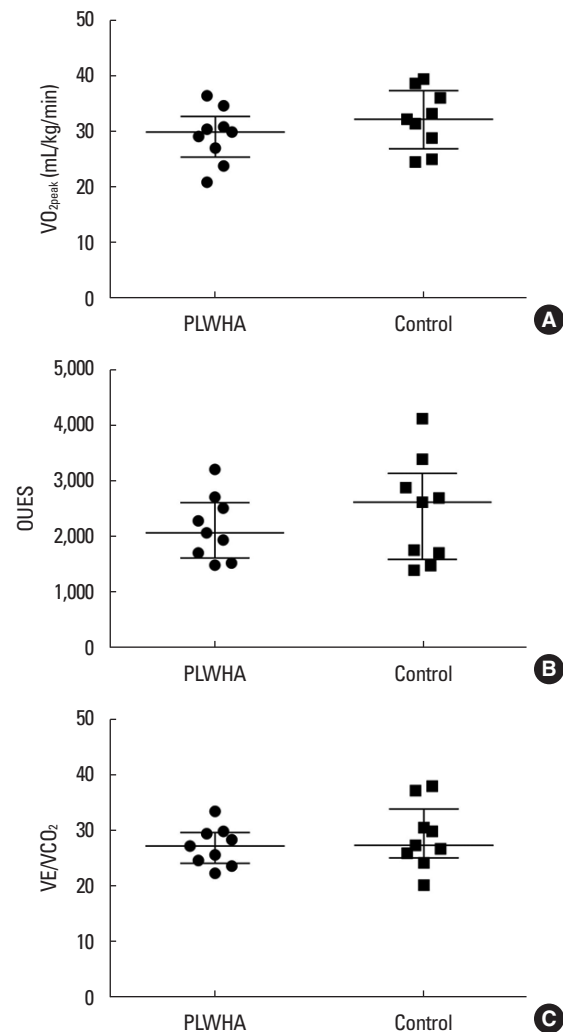 50
40
30
20
10
0
VO2peak (mL/kg/min)
PLWHA Control
A
5,000
4,000
3,000
2,000
1,000
0
OUES
PLWHA Control
B
50
40
30
20
10
0
VE/VCO2
PLWHA Control
C